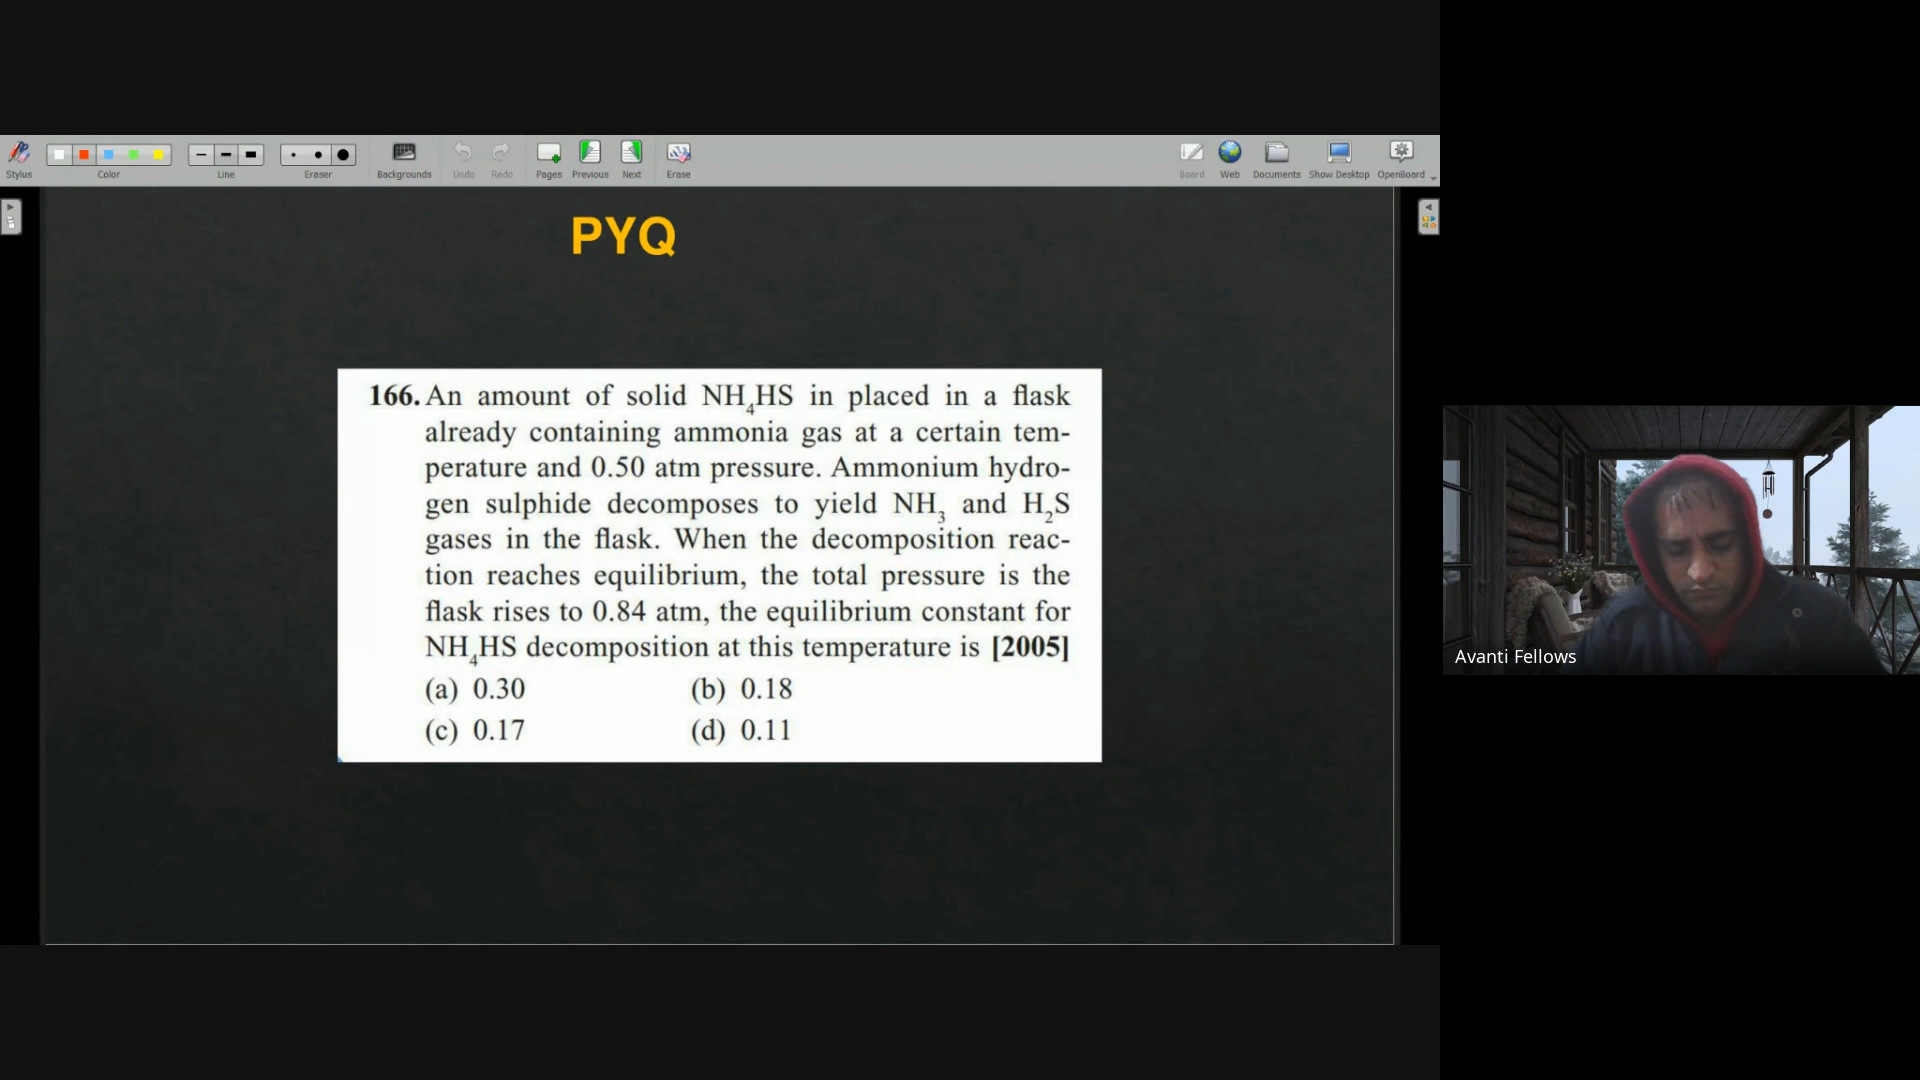 Stylus Color Line Eraser Backgrounds Undo Redo Pages Previous Next Erase Board Web Documents Show Desktop OpenBoard
PYQ
166. An amount of solid NH₄HS in placed in a flask
already containing ammonia gas at a certain tem-
perature and 0.50 atm pressure. Ammonium hydro-
gen sulphide decomposes to yield NH₃ and H₂S
gases in the flask. When the decomposition reac-
tion reaches equilibrium, the total pressure is the
flask rises to 0.84 atm, the equilibrium constant for
NH₄HS decomposition at this temperature is [2005]
(a) 0.30 (b) 0.18
(c) 0.17 (d) 0.11
Avanti Fellows